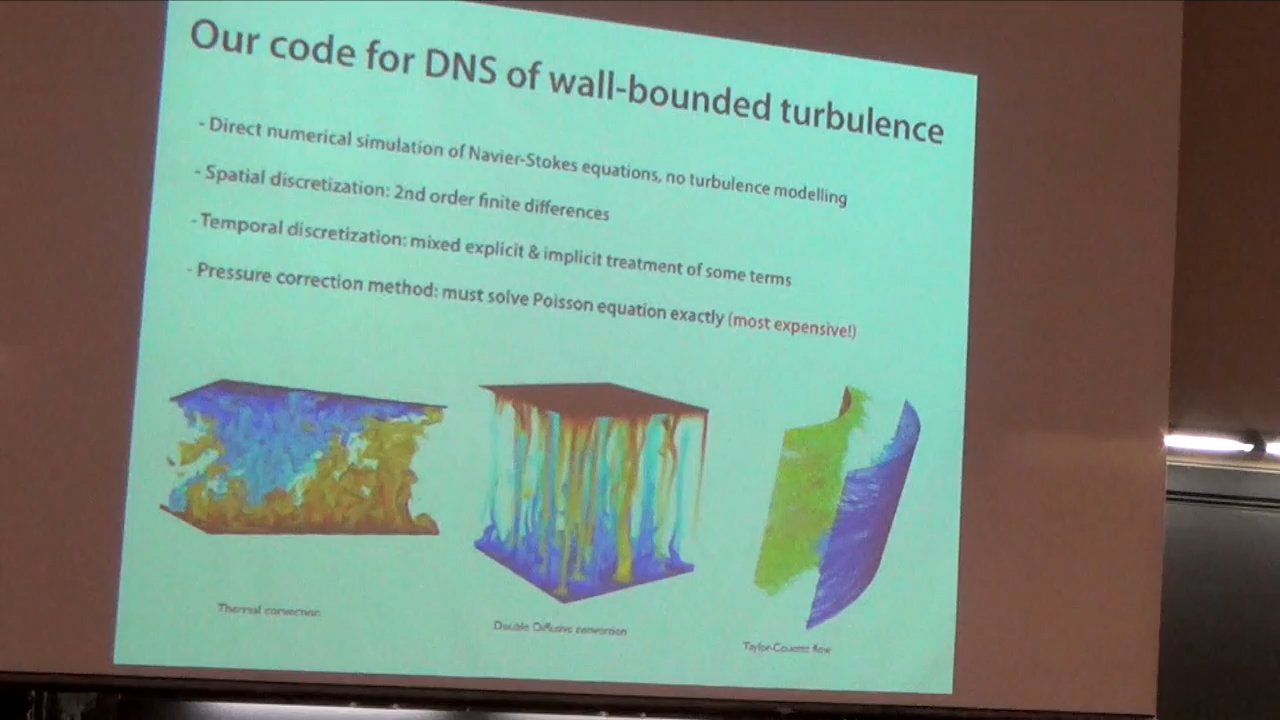 Our code for DNS of wall-bounded turbulence
- Direct numerical simulation of Navier-Stokes equations, no turbulence modelling
- Spatial discretization: 2nd order finite differences
- Temporal discretization: mixed explicit & implicit treatment of some terms
- Pressure correction method: must solve Poisson equation exactly (most expensive!)
Thermal convection
Double Diffusive convection
Taylor-Couette flow